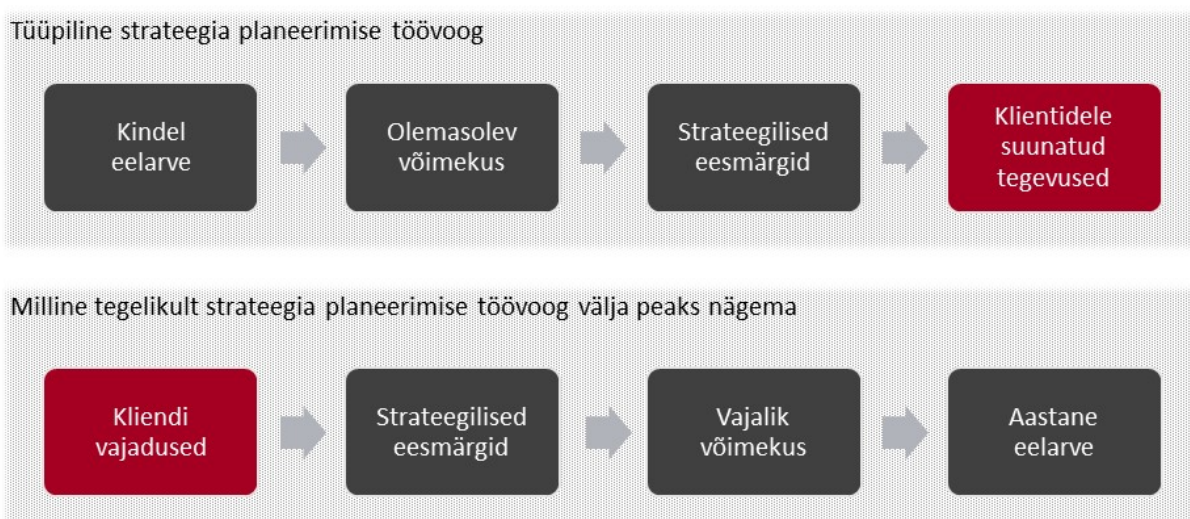 Tüüpiline strateegia planeerimise töövoog
Kindel
eelarve
Olemasolev
võimekus
Strateegilised
eesmärgid
Klientidele
suunatud
tegevused
Milline tegelikult strateegia planeerimise töövoog välja peaks nägema
Kliendi
vajadused
Strateegilised
eesmärgid
Vajalik
võimekus
Aastane
eelarve